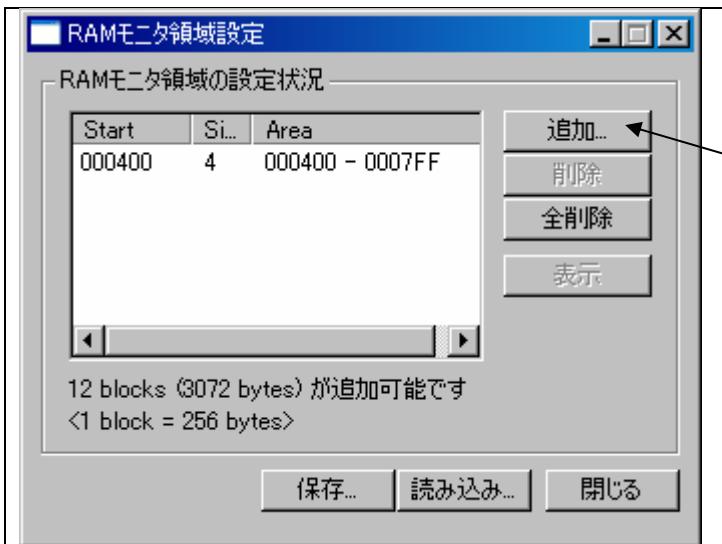 RAMモニタ領域設定
RAMモニタ領域の設定状況
Start Si... Area
000400 4 000400 - 0007FF
追加...
削除
全削除
表示
12 blocks (3072 bytes) が追加可能です
<1 block = 256 bytes>
保存... 読み込み... 閉じる